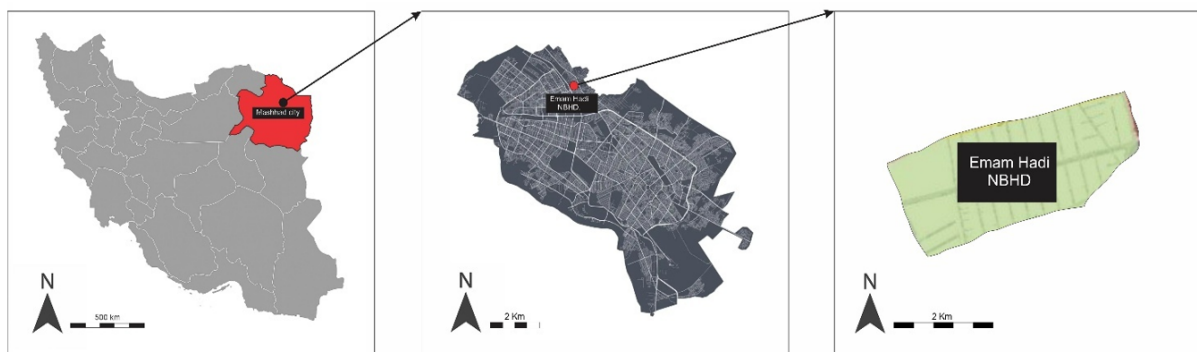 Mashhad city
N
500 km
Emam Hadi
NBHD.
N
2 Km
Emam Hadi
NBHD
N
2 Km